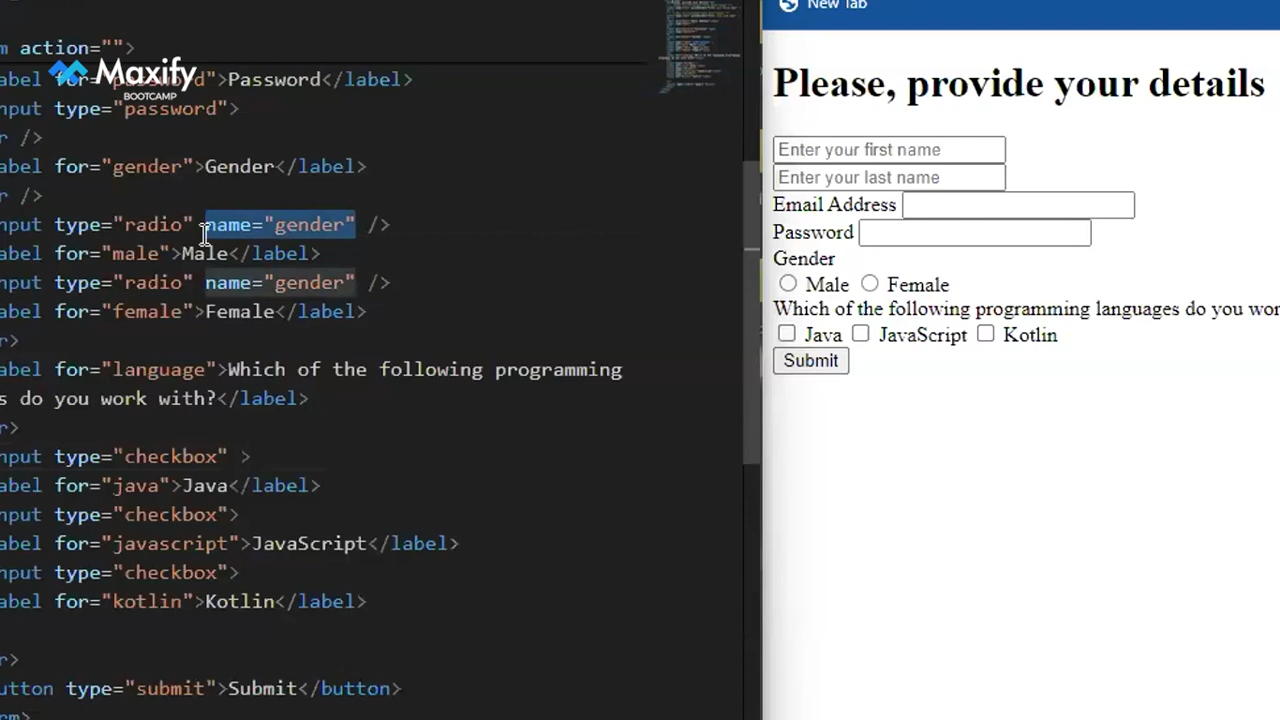 m action="">
Maxify
BOOTCAMP
abel for="password">Password</label>
nput type="password">
r />
abel for="gender">Gender</label>
r />
nput type="radio" name="gender" />
abel for="male">Male</label>
nput type="radio" name="gender" />
abel for="female">Female</label>
r>
abel for="language">Which of the following programming
s do you work with?</label>
r>
nput type="checkbox" >
abel for="java">Java</label>
nput type="checkbox">
abel for="javascript">JavaScript</label>
nput type="checkbox">
abel for="kotlin">Kotlin</label>
r>
utton type="submit">Submit</button>
rm>
New Tab
Please, provide your details
Enter your first name
Enter your last name
Email Address
Password
Gender
Male Female
Which of the following programming languages do you wor
Java JavaScript Kotlin
Submit